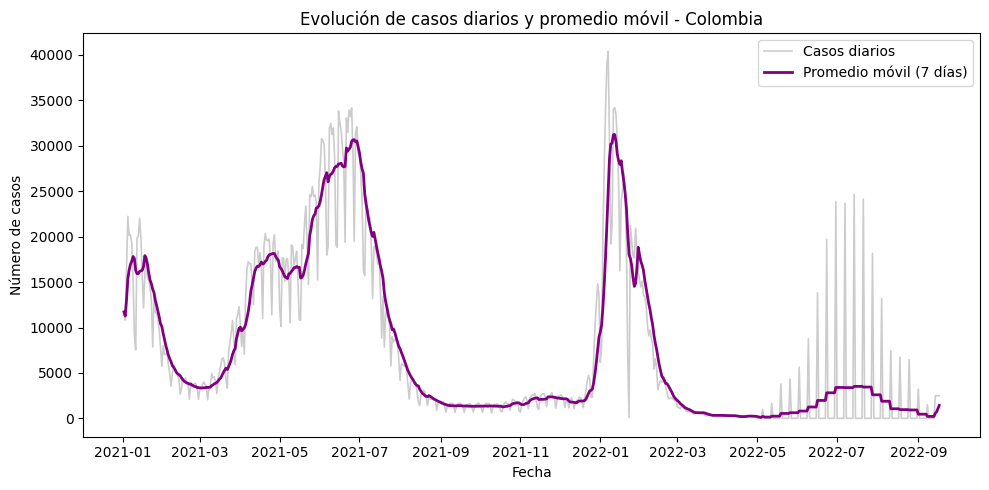 Evolución de casos diarios y promedio móvil - Colombia
Casos diarios
Promedio móvil (7 días)
Número de casos
40000
35000
30000
25000
20000
15000
10000
5000
0
2021-01 2021-03 2021-05 2021-07 2021-09 2021-11 2022-01 2022-03 2022-05 2022-07 2022-09
Fecha